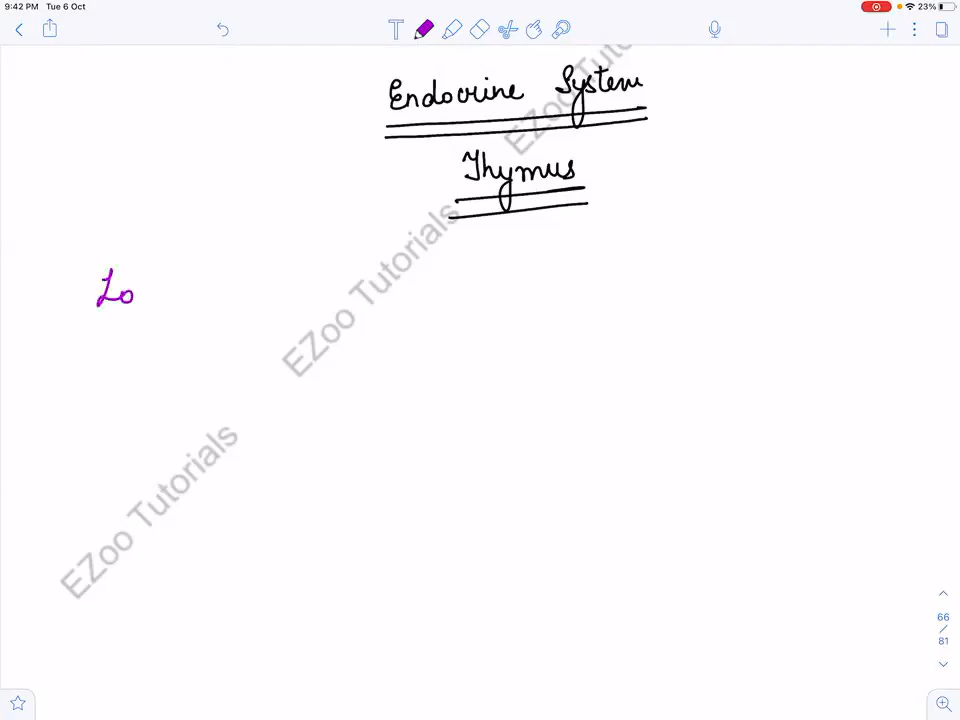 9:42 PM Tue 6 Oct
23%
T
Endocrine System
Thymus
Lo
EZoo Tutorials
EZoo Tutorials
EZoo Tutorials
66
/
81